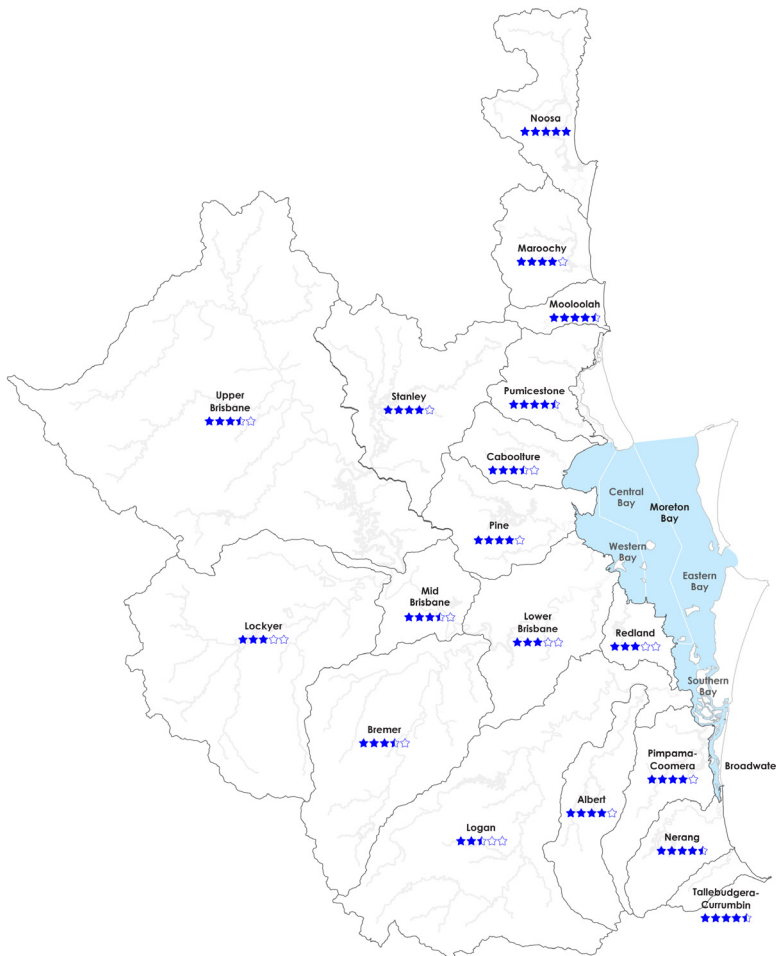 Noosa
Maroochy
Mooloolah
Upper
Brisbane
Stanley
Pumicestone
Caboolture
Central
Bay
Moreton
Bay
Pine
Western
Bay
Eastern
Bay
Mid
Brisbane
Lockyer
Lower
Brisbane
Redland
Southern
Bay
Bremer
Pimpama-
Coomera
Broadwate
Albert
Logan
Nerang
Tallebudgera-
Currumbin